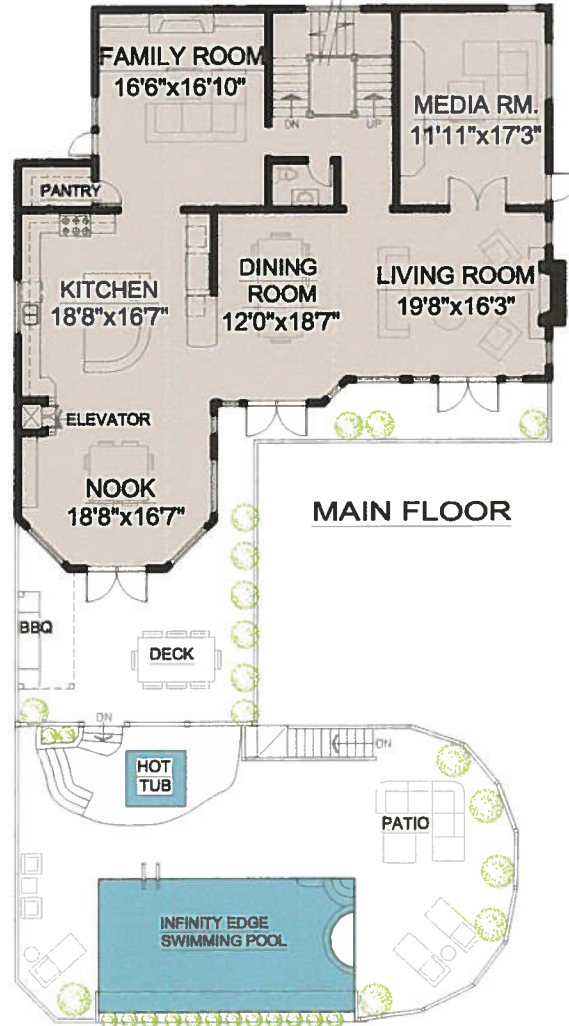 FAMILY ROOM
16'6"x16'10"
MEDIA RM.
11'11"x17'3"
DN
UP
PANTRY
KITCHEN
18'8"x16'7"
DINING
ROOM
12'0"x18'7"
LIVING ROOM
19'8"x16'3"
ELEVATOR
NOOK
18'8"x16'7"
MAIN FLOOR
BBQ
DECK
DN
DN
HOT
TUB
PATIO
INFINITY EDGE
SWIMMING POOL